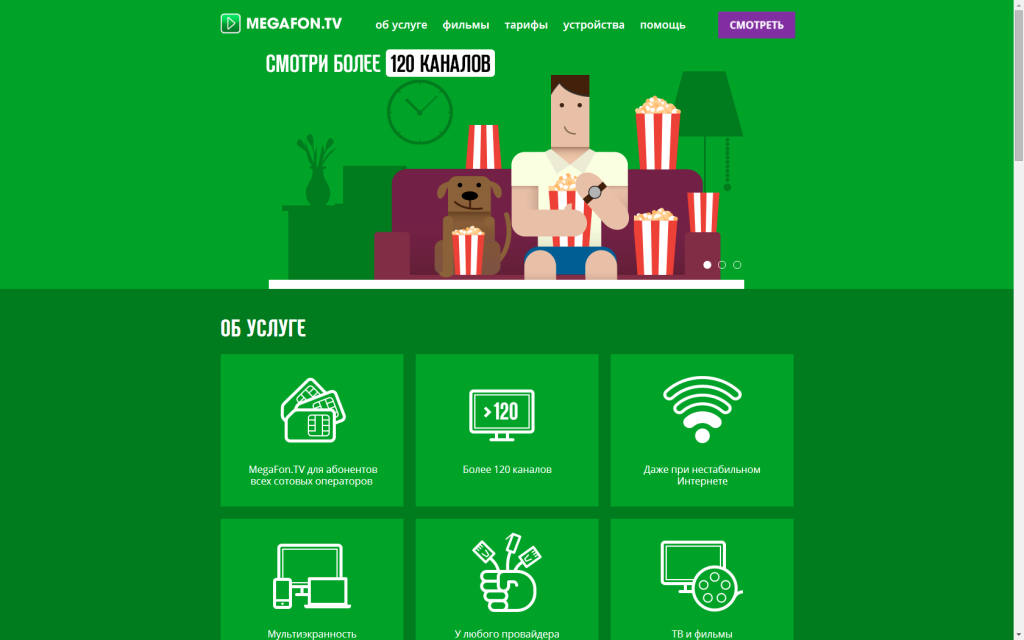 MEGAFON.TV
об услуге фильмы тарифы устройства помощь
СМОТРЕТЬ
СМОТРИ БОЛЕЕ 120 КАНАЛОВ
ОБ УСЛУГЕ
>120
MegaFon.TV для абонентов
всех сотовых операторов
Более 120 каналов
Даже при нестабильном
Интернете
Мультиэкранность
У любого провайдера
ТВ и фильмы